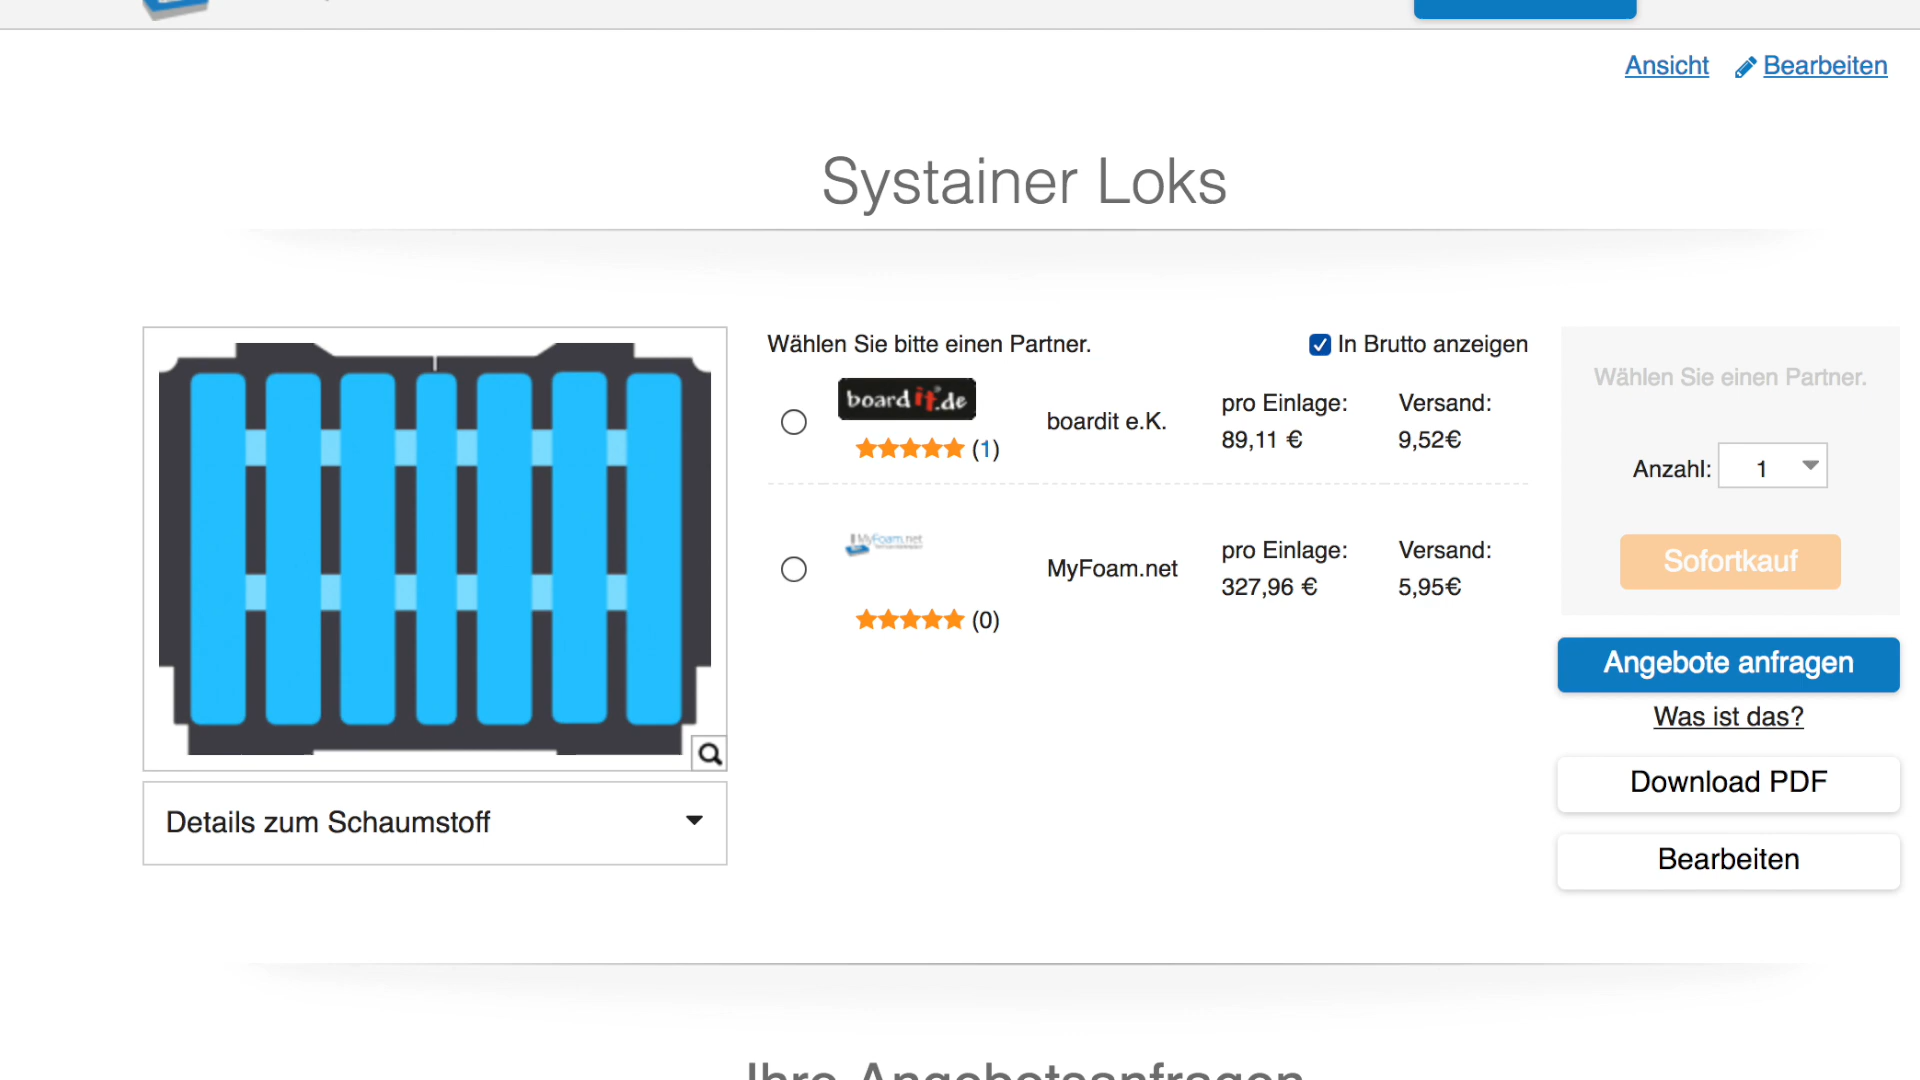 Ansicht Bearbeiten
Systainer Loks
Wählen Sie bitte einen Partner.
In Brutto anzeigen
boardit.de
(1)
boardit e.K.
pro Einlage:
89,11 €
Versand:
9,52€
MyFoam.net
(0)
MyFoam.net
pro Einlage:
327,96 €
Versand:
5,95€
Wählen Sie einen Partner.
Anzahl: 1
Sofortkauf
Angebote anfragen
Was ist das?
Download PDF
Bearbeiten
Details zum Schaumstoff
Ihre Angebotsanfragen